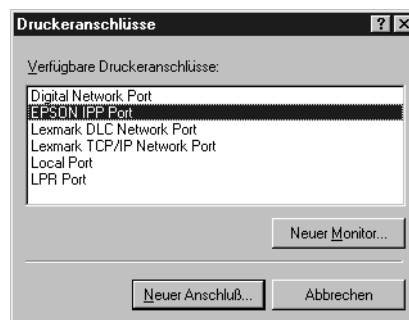 Druckeranschlüsse
Verfügbare Druckeranschlüsse:
Digital Network Port
EPSON IPP Port
Lexmark DLC Network Port
Lexmark TCP/IP Network Port
Local Port
LPR Port
Neuer Monitor...
Neuer Anschluß...
Abbrechen